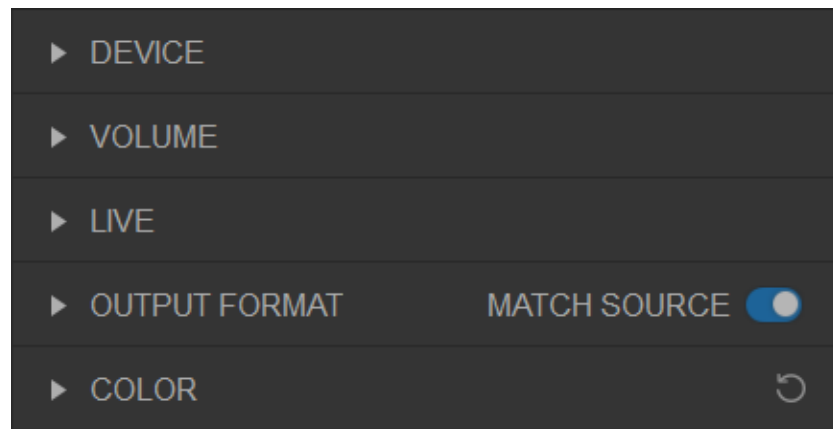 DEVICE
VOLUME
LIVE
OUTPUT FORMAT MATCH SOURCE
COLOR